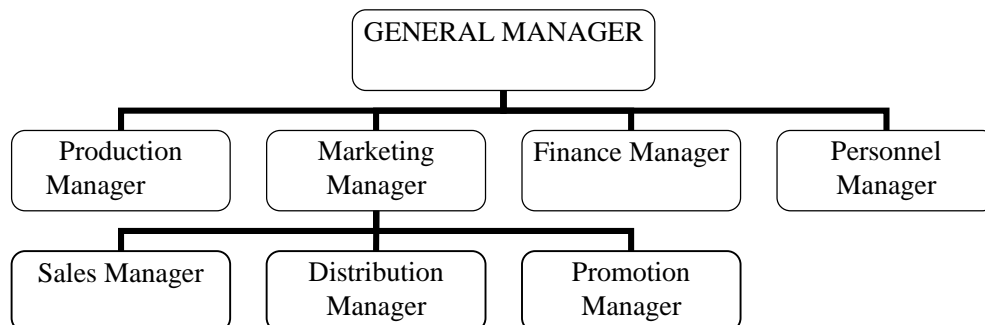 GENERAL MANAGER
Production
Manager
Marketing
Manager
Finance Manager
Personnel
Manager
Sales Manager
Distribution
Manager
Promotion
Manager